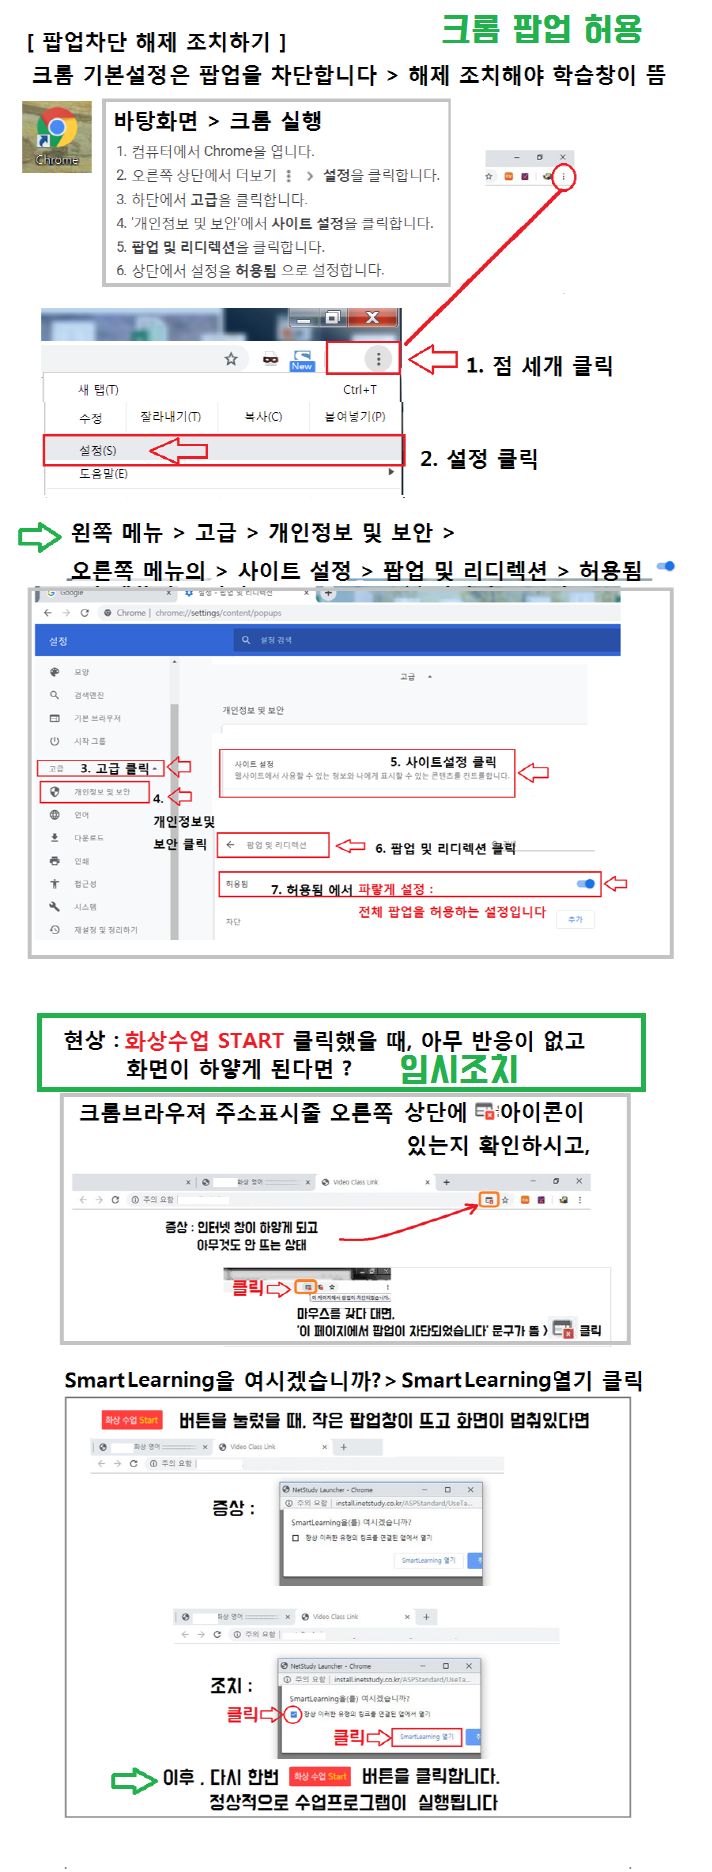 크롬 팝업 허용
[ 팝업차단 해제 조치하기 ]
크롬 기본설정은 팝업을 차단합니다 > 해제 조치해야 학습창이 뜸
Chrome
바탕화면 > 크롬 실행
1. 컴퓨터에서 Chrome을 엽니다.
2. 오른쪽 상단에서 더보기 > 설정을 클릭합니다.
3. 하단에서 고급을 클릭합니다.
4. '개인정보 및 보안'에서 사이트 설정을 클릭합니다.
5. 팝업 및 리디렉션을 클릭합니다.
6. 상단에서 설정을 허용됨 으로 설정합니다.
New
1. 점 세개 클릭
새 탭(T) Ctrl+T
수정 잘라내기(T) 복사(C) 붙여넣기(P)
설정(S)
2. 설정 클릭
도움말(E)
왼쪽 메뉴 > 고급 > 개인정보 및 보안 >
오른쪽 메뉴의 > 사이트 설정 > 팝업 및 리디렉션 > 허용됨
Google 설정 - 팝업 및 리디렉션
Chrome | chrome://settings/content/popups
설정 설정 검색
모양
고급
검색엔진
기본 브라우저
개인정보 및 보안
시작 그룹
고급 3. 고급 클릭
사이트 설정 5. 사이트설정 클릭
웹사이트에서 사용할 수 있는 정보와 나에게 표시할 수 있는 콘텐츠를 컨트롤합니다.
개인정보 및 보안 4.
개인정보및
보안 클릭
언어
다운로드
팝업 및 리디렉션 6. 팝업 및 리디렉션 클릭
인쇄
접근성
허용됨 7. 허용됨 에서 파랗게 설정 :
전체 팝업을 허용하는 설정입니다
시스템
차단 추가
재설정 및 정리하기
현상 : 화상수업 START 클릭했을 때, 아무 반응이 없고
화면이 하얗게 된다면 ? 임시조치
크롬브라우져 주소표시줄 오른쪽 상단에 아이콘이
있는지 확인하시고,
화상 영어 Video Class Link
주의 요함
증상 : 인터넷 창이 하얗게 되고
아무것도 안 뜨는 상태
클릭
이 페이지에서 팝업이 차단되었습니다.
마우스를 갖다 대면,
'이 페이지에서 팝업이 차단되었습니다' 문구가 뜸 > 클릭
SmartLearning을 여시겠습니까? > SmartLearning열기 클릭
화상 수업 Start 버튼을 눌렀을 때, 작은 팝업창이 뜨고 화면이 멈춰있다면
화상 영어 Video Class Link
주의 요함
증상 :
NetStudy Launcher - Chrome
주의 요함 | install.inetstudy.co.kr/ASPStandard/UseTa...
SmartLearning을(를) 여시겠습니까?
항상 이러한 유형의 링크를 연결된 앱에서 열기
SmartLearning 열기
화상 영어 Video Class Link
주의 요함
조치 :
NetStudy Launcher - Chrome
주의 요함 | install.inetstudy.co.kr/ASPStandard/UseTa...
SmartLearning을(를) 여시겠습니까?
클릭 항상 이러한 유형의 링크를 연결된 앱에서 열기
클릭 SmartLearning 열기
이후 , 다시 한번 화상 수업 Start 버튼을 클릭합니다.
정상적으로 수업프로그램이 실행됩니다